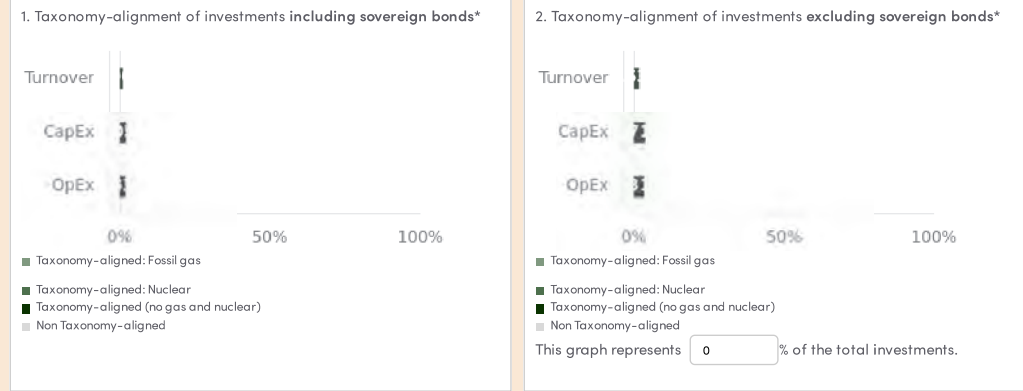 1. Taxonomy-alignment of investments including sovereign bonds*
Turnover
CapEx
OpEx
0% 50% 100%
Taxonomy-aligned: Fossil gas
Taxonomy-aligned: Nuclear
Taxonomy-aligned (no gas and nuclear)
Non Taxonomy-aligned
2. Taxonomy-alignment of investments excluding sovereign bonds*
Turnover
CapEx
OpEx
0% 50% 100%
Taxonomy-aligned: Fossil gas
Taxonomy-aligned: Nuclear
Taxonomy-aligned (no gas and nuclear)
Non Taxonomy-aligned
This graph represents 0 % of the total investments.